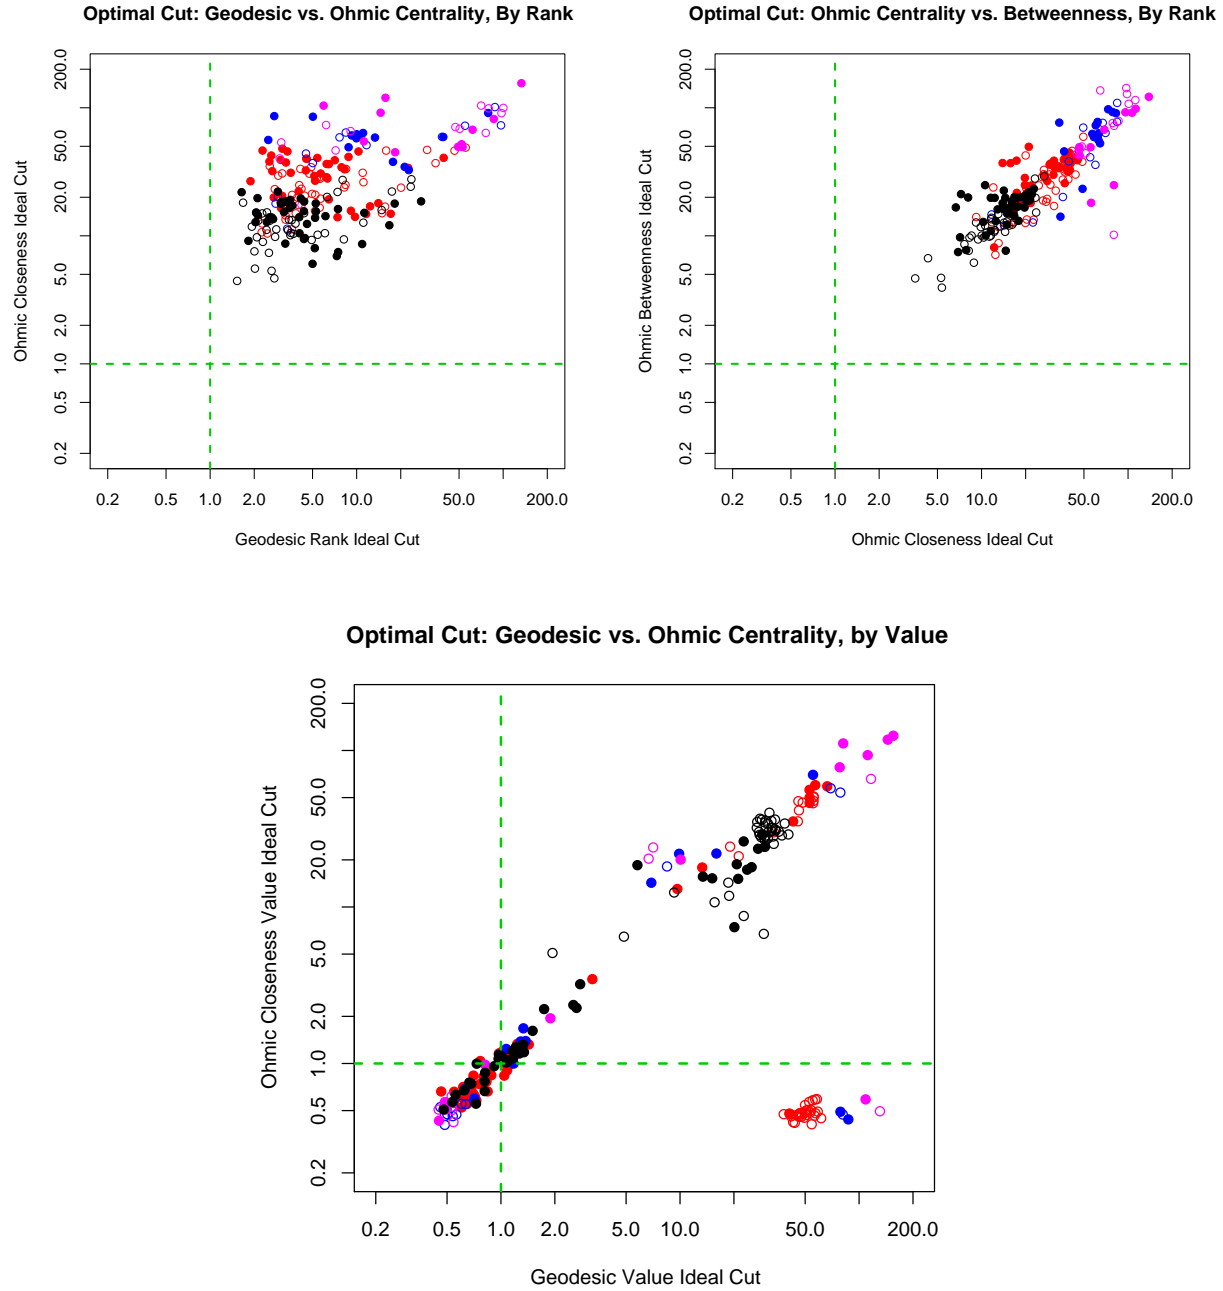 Optimal Cut: Geodesic vs. Ohmic Centrality, By Rank
Ohmic Closeness Ideal Cut
200.0
50.0
20.0
10.0
5.0
2.0
1.0
0.5
0.2
0.2 0.5 1.0 2.0 5.0 10.0 50.0 200.0
Geodesic Rank Ideal Cut
Optimal Cut: Ohmic Centrality vs. Betweenness, By Rank
Ohmic Betweenness Ideal Cut
200.0
50.0
20.0
10.0
5.0
2.0
1.0
0.5
0.2
0.2 0.5 1.0 2.0 5.0 10.0 50.0 200.0
Ohmic Closeness Ideal Cut
Optimal Cut: Geodesic vs. Ohmic Centrality, by Value
Ohmic Closeness Value Ideal Cut
200.0
50.0
20.0
5.0
2.0
1.0
0.5
0.2
0.2 0.5 1.0 2.0 5.0 10.0 50.0 200.0
Geodesic Value Ideal Cut